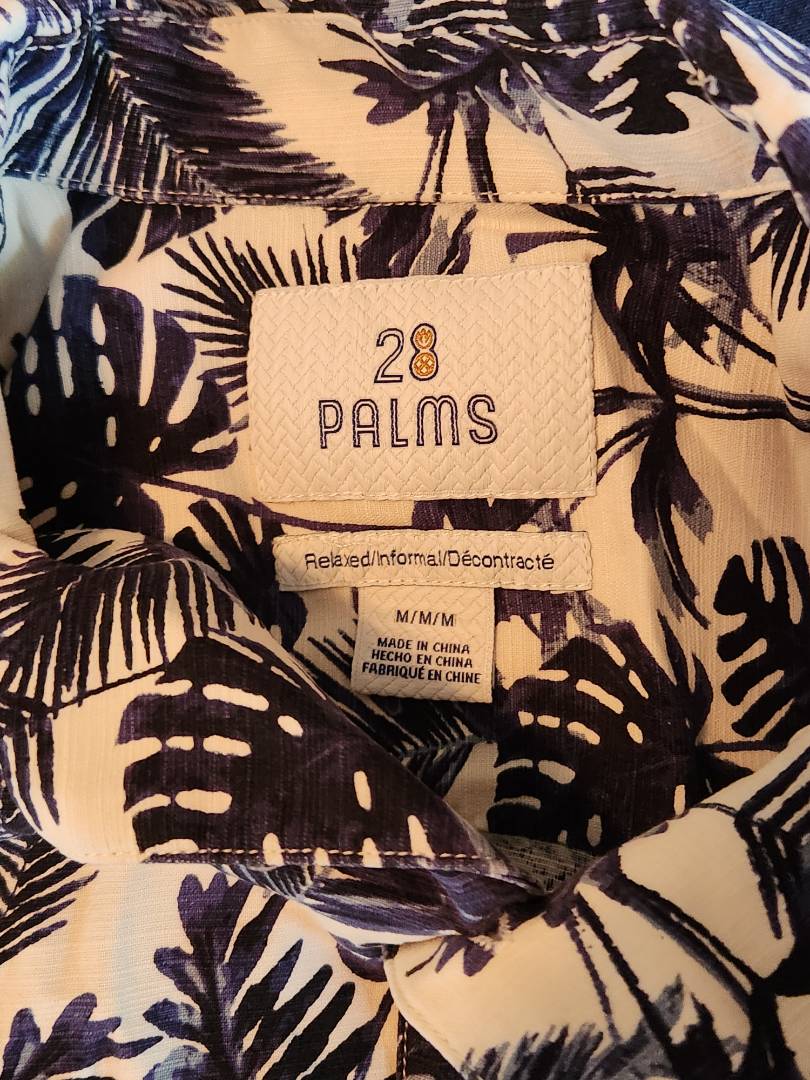 28
PALMS
Relaxed/Informal/Décontracté
M/M/M
MADE IN CHINA
HECHO EN CHINA
FABRIQUÉ EN CHINE